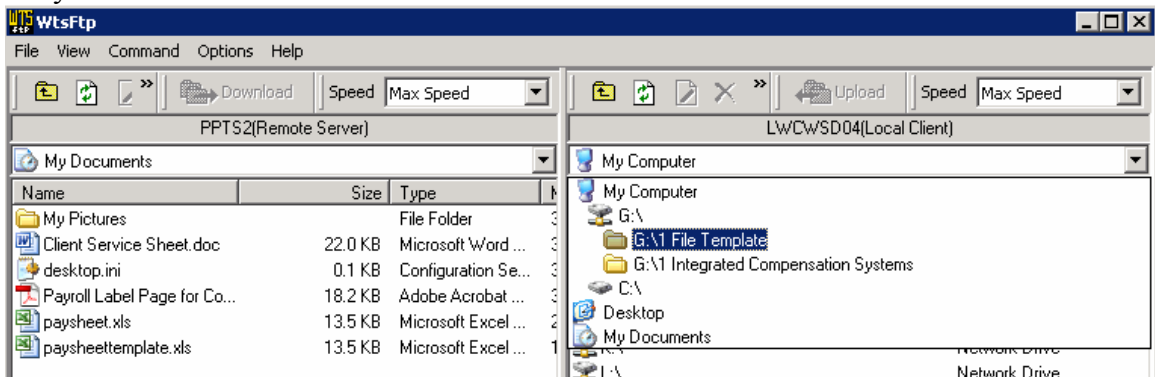 WTS FTP WtsFtp
File View Command Options Help
Download Speed Max Speed
Upload Speed Max Speed
PPTS2(Remote Server)
LWCWSD04(Local Client)
My Documents
My Computer
Name Size Type
My Pictures File Folder
Client Service Sheet.doc 22.0 KB Microsoft Word ...
desktop.ini 0.1 KB Configuration Se...
Payroll Label Page for Co... 18.2 KB Adobe Acrobat ...
paysheet.xls 13.5 KB Microsoft Excel ...
paysheettemplate.xls 13.5 KB Microsoft Excel ...
My Computer
G:\
G:\1 File Template
G:\1 Integrated Compensation Systems
C:\
Desktop
My Documents
Network Drive
L:\ Network Drive